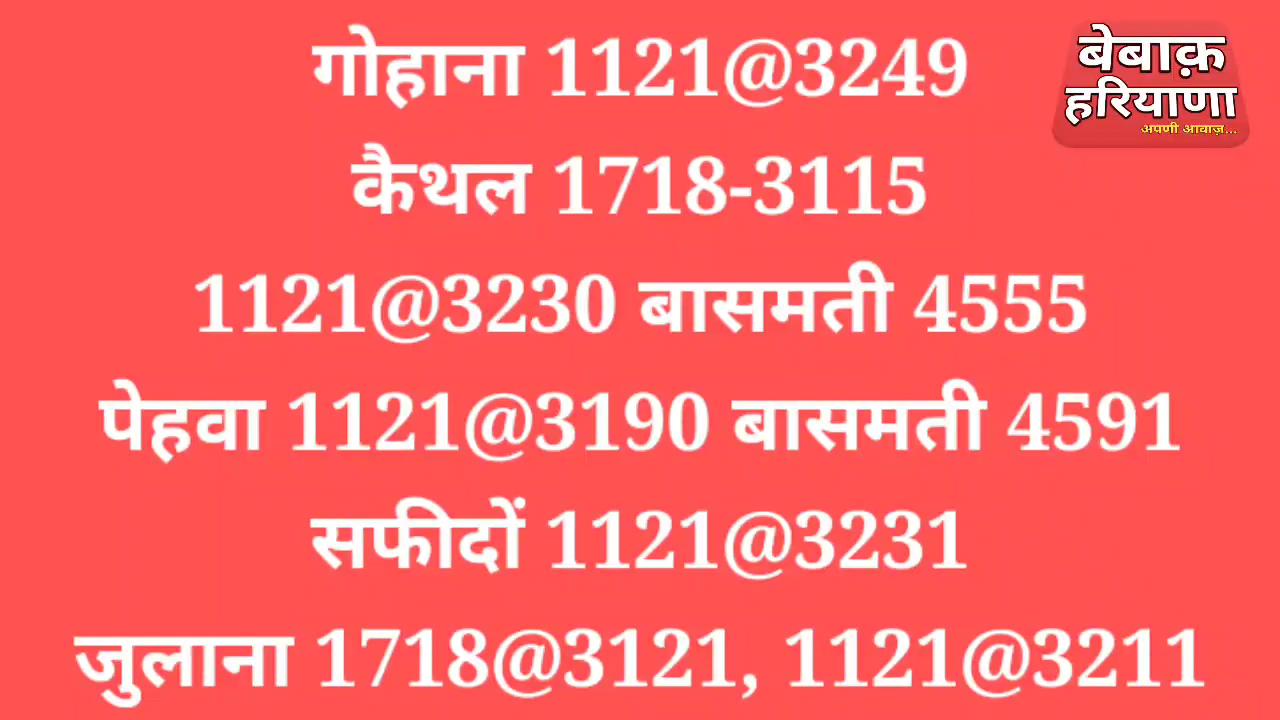 गोहाना 1121@3249
बेबाक़
हरियाणा
अपणी आवाज़...
कैथल 1718-3115
1121@3230 बासमती 4555
पेहवा 1121@3190 बासमती 4591
सफीदों 1121@3231
जुलाना 1718@3121, 1121@3211